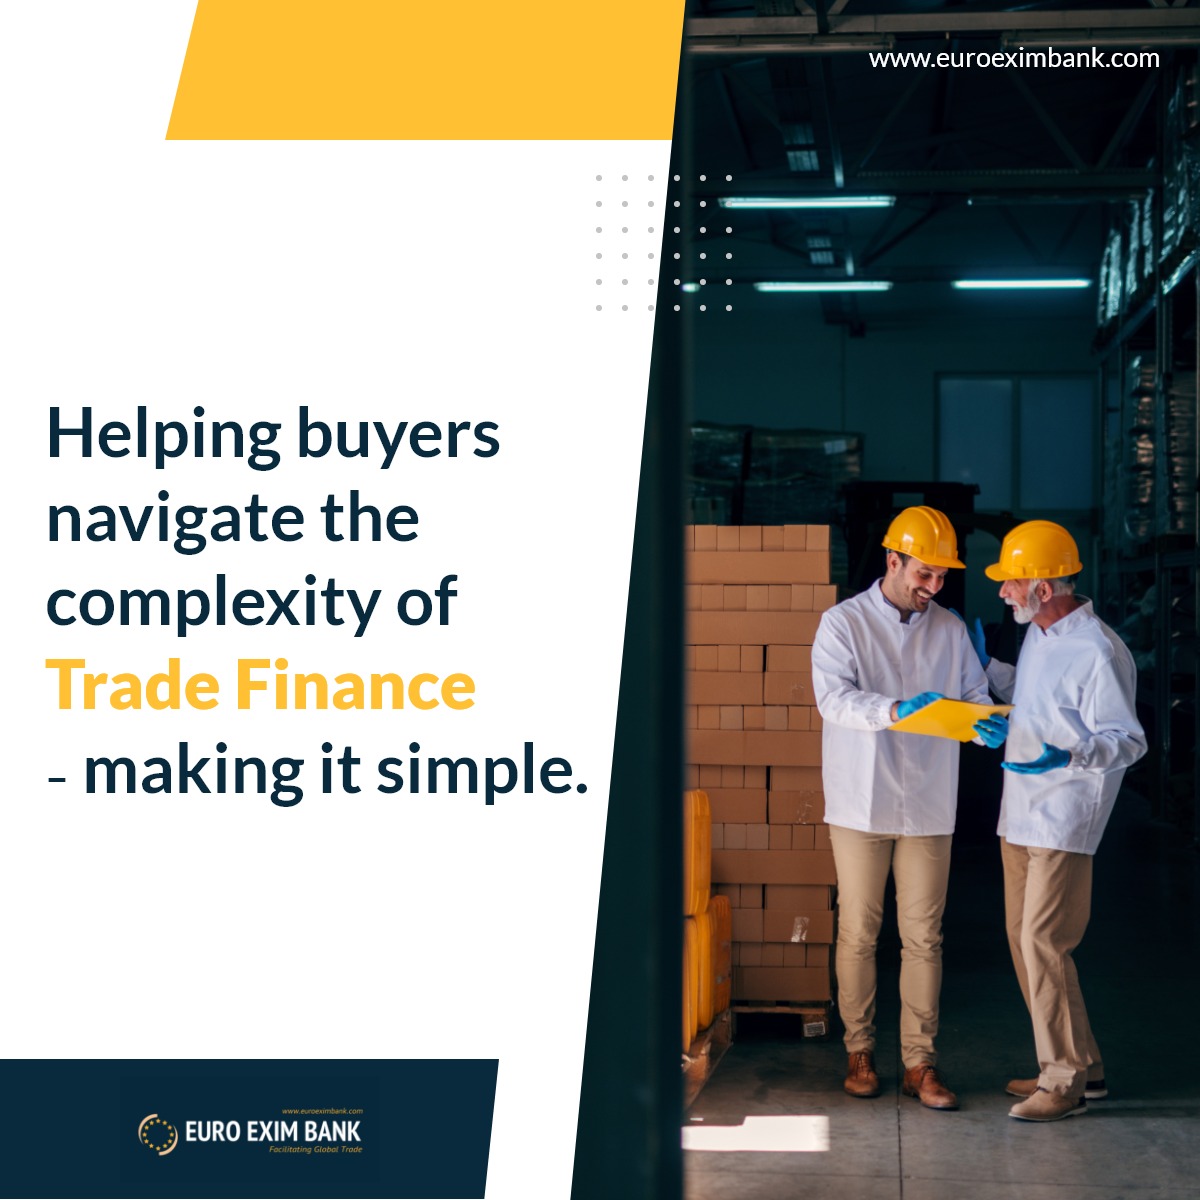 www.euroeximbank.com
Helping buyers
navigate the
complexity of
Trade Finance
- making it simple.
www.euroeximbank.com
EURO EXIM BANK
Facilitating Global Trade